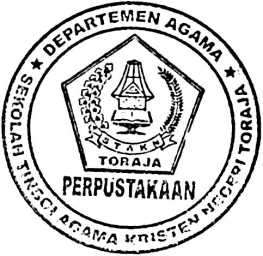 ★ DEPARTEMEN AGAMA ★
SEKOLAH TINGGI AGAMA KRISTEN NEGERI TORAJA
STAKN
TORAJA
PERPUSTAKAAN